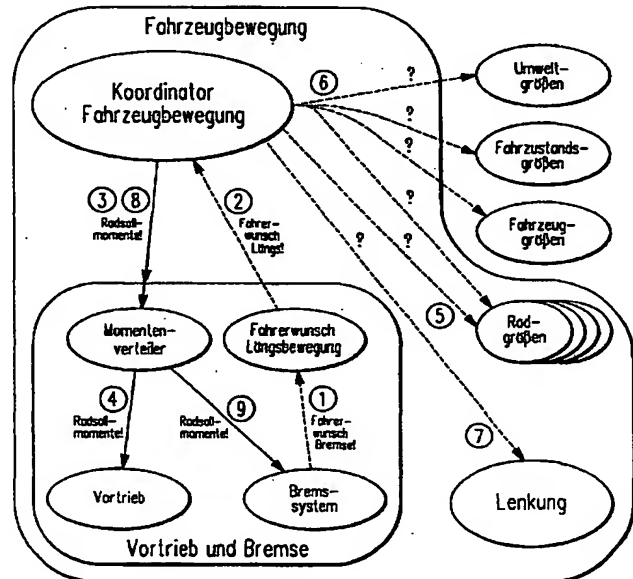 Fahrzeugbewegung
Koordinator
Fahrzeugbewegung
6
?
?
?
?
?
?
Umwelt-
größen
Fahrzustands-
größen
Fahrzeug-
größen
3 8
Radsoll-
momente!
2
Fahrer-
wunsch
Längs!
5
Rad-
größen
Momenten-
verteiler
Fahrerwunsch
Längsbewegung
4
Radsoll-
momente!
9
Radsoll-
momente!
1
Fahrer-
wunsch
Bremse!
7
Vortrieb
Brems-
system
Lenkung
Vortrieb und Bremse